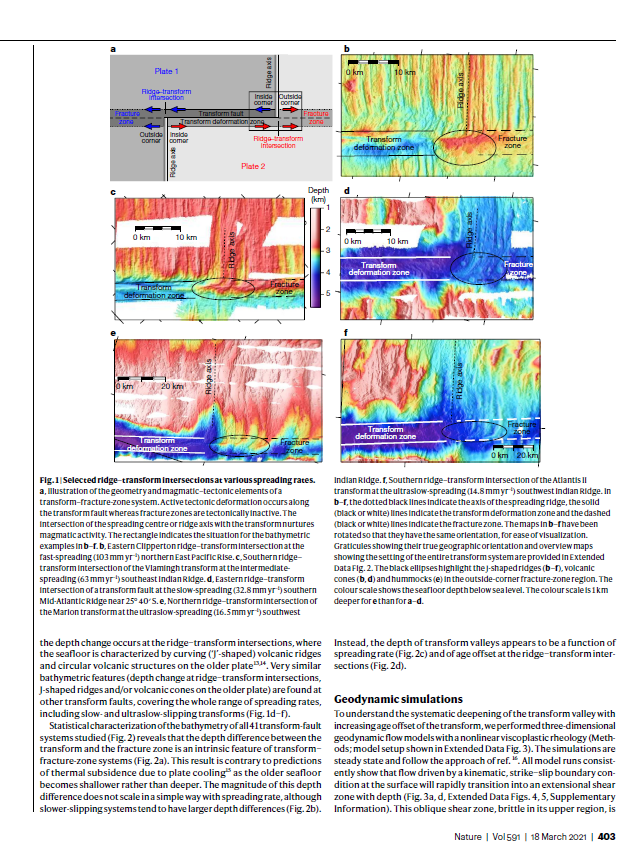 a
Plate 1
Ridge axis
Ridge–transform
intersection
Inside
corner
Outside
corner
Fracture
zone
Transform fault
Transform deformation zone
Fracture
zone
Outside
corner
Inside
corner
Ridge axis
Ridge–transform
intersection
Plate 2
b
0 km 10 km
Ridge axis
Transform
deformation zone
Fracture
zone
c
0 km 10 km
Ridge axis
Transform
deformation zone
Fracture
zone
Depth
(km)
1
2
3
4
5
d
0 km 10 km
Ridge axis
Transform
deformation zone
Fracture
zone
e
0 km 20 km
Ridge axis
Transform
deformation zone
Fracture
zone
f
Ridge axis
Transform
deformation zone
Fracture
zone
0 km 20 km
Fig. 1 | Selected ridge–transform intersections at various spreading rates.
a, Illustration of the geometry and magmatic–tectonic elements of a
transform–fracture-zone system. Active tectonic deformation occurs along
the transform fault whereas fracture zones are tectonically inactive. The
intersection of the spreading centre or ridge axis with the transform nurtures
magmatic activity. The rectangle indicates the situation for the bathymetric
examples in b–f. b, Eastern Clipperton ridge–transform intersection at the
fast-spreading (103 mm yr⁻¹) northern East Pacific Rise. c, Southern ridge–
transform intersection of the Vlamingh transform at the intermediate-
spreading (63 mm yr⁻¹) southeast Indian Ridge. d, Eastern ridge–transform
intersection of a transform fault at the slow-spreading (32.8 mm yr⁻¹) southern
Mid-Atlantic Ridge near 25° 40′ S. e, Northern ridge–transform intersection of
the Marion transform at the ultraslow-spreading (16.5 mm yr⁻¹) southwest
Indian Ridge. f, Southern ridge–transform intersection of the Atlantis II
transform at the ultraslow-spreading (14.8 mm yr⁻¹) southwest Indian Ridge. In
b–f, the dotted black lines indicate the axis of the spreading ridge, the solid
(black or white) lines indicate the transform deformation zone and the dashed
(black or white) lines indicate the fracture zone. The maps in b–f have been
rotated so that they have the same orientation, for ease of visualization.
Graticules showing their true geographic orientation and overview maps
showing the setting of the entire transform system are provided in Extended
Data Fig. 2. The black ellipses highlight the j-shaped ridges (b–f), volcanic
cones (b, d) and hummocks (e) in the outside-corner fracture-zone region. The
colour scale shows the seafloor depth below sea level. The colour scale is 1 km
deeper for e than for a–d.
the depth change occurs at the ridge–transform intersections, where
the seafloor is characterized by curving (‘J’-shaped) volcanic ridges
and circular volcanic structures on the older plate¹³,¹⁴. Very similar
bathymetric features (depth change at ridge–transform intersections,
J-shaped ridges and/or volcanic cones on the older plate) are found at
other transform faults, covering the whole range of spreading rates,
including slow- and ultraslow-slipping transforms (Fig. 1d–f).
Statistical characterization of the bathymetry of all 41 transform-fault
systems studied (Fig. 2) reveals that the depth difference between the
transform and the fracture zone is an intrinsic feature of transform–
fracture-zone systems (Fig. 2a). This result is contrary to predictions
of thermal subsidence due to plate cooling¹⁵ as the older seafloor
becomes shallower rather than deeper. The magnitude of this depth
difference does not scale in a simple way with spreading rate, although
slower-slipping systems tend to have larger depth differences (Fig. 2b).
Instead, the depth of transform valleys appears to be a function of
spreading rate (Fig. 2c) and of age offset at the ridge–transform inter-
sections (Fig. 2d).
Geodynamic simulations
To understand the systematic deepening of the transform valley with
increasing age offset of the transform, we performed three-dimensional
geodynamic flow models with a nonlinear viscoplastic rheology (Meth-
ods; model setup shown in Extended Data Fig. 3). The simulations are
steady state and follow the approach of ref. ¹⁶. All model runs consist-
ently show that flow driven by a kinematic, strike–slip boundary con-
dition at the surface will rapidly transition into an extensional shear
zone with depth (Fig. 3a, d, Extended Data Figs. 4, 5, Supplementary
Information). This oblique shear zone, brittle in its upper region, is
Nature | Vol 591 | 18 March 2021 | 403